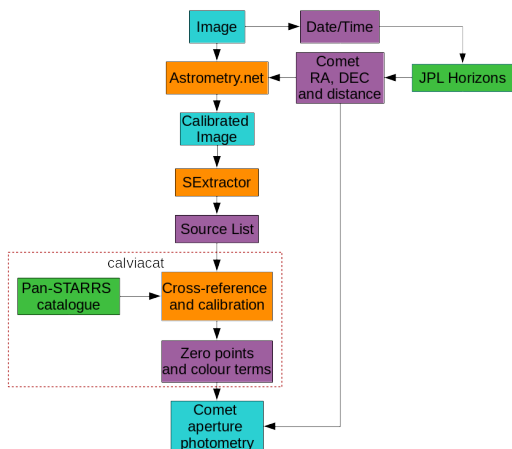 Image
Date/Time
Astrometry.net
Comet
RA, DEC
and distance
JPL Horizons
Calibrated
Image
SExtractor
Source List
calviacat
Pan-STARRS
catalogue
Cross-reference
and calibration
Zero points
and colour terms
Comet
aperture
photometry